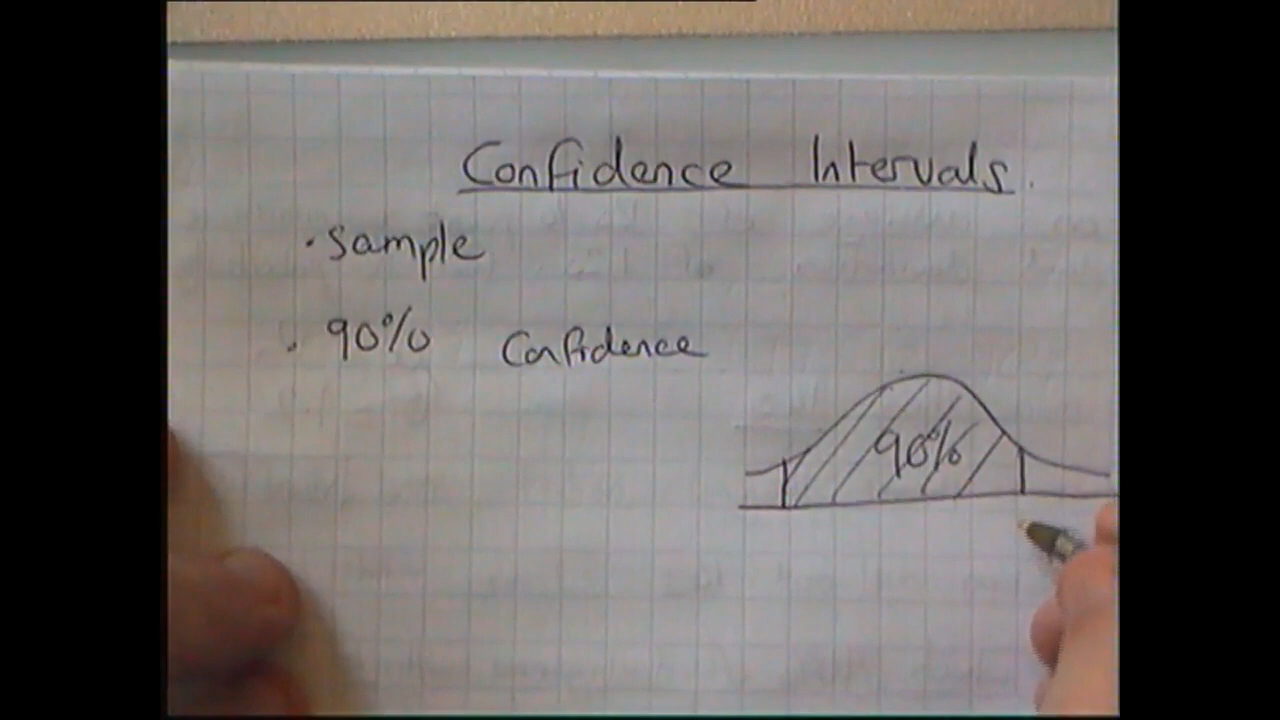 Confidence Intervals.
· sample
· 90% Confidence
90%